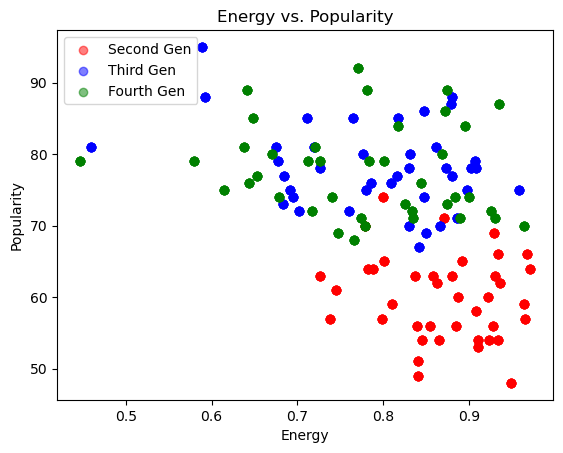 Energy vs. Popularity
Second Gen
Third Gen
Fourth Gen
90
80
70
60
50
Popularity
0.5 0.6 0.7 0.8 0.9
Energy